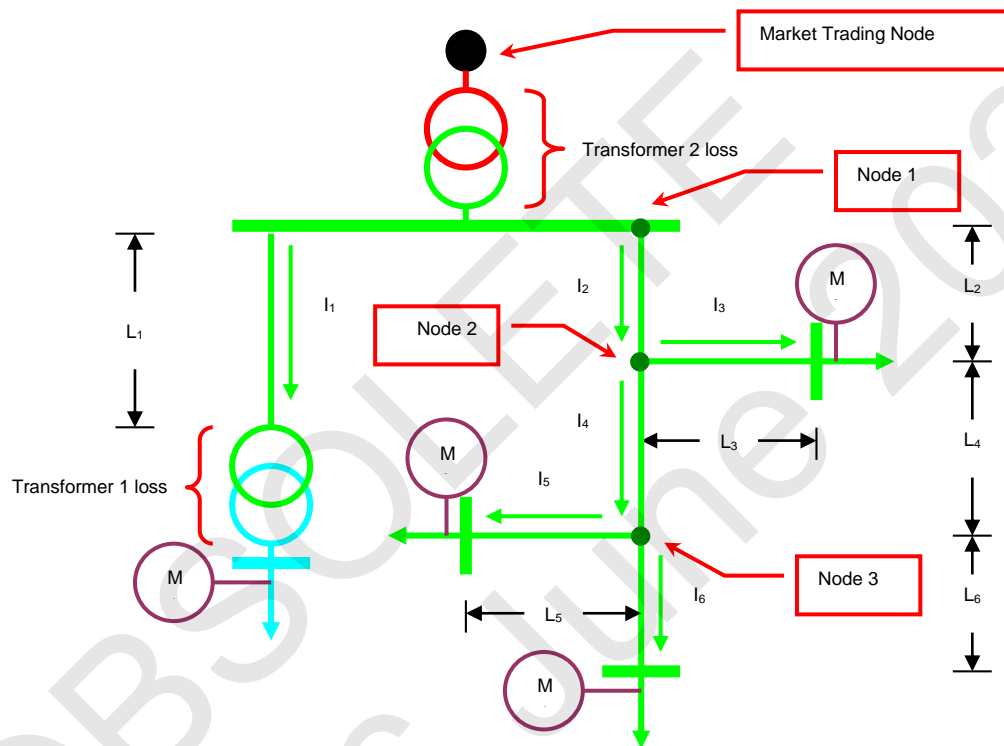 Market Trading Node
Transformer 2 loss
Node 1
M
I₁
I₂
I₃
L₂
L₁
Node 2
I₄
L₃
L₄
M
I₅
Transformer 1 loss
M
Node 3
I₆
L₆
L₅
M
OBSOLETE
June 202